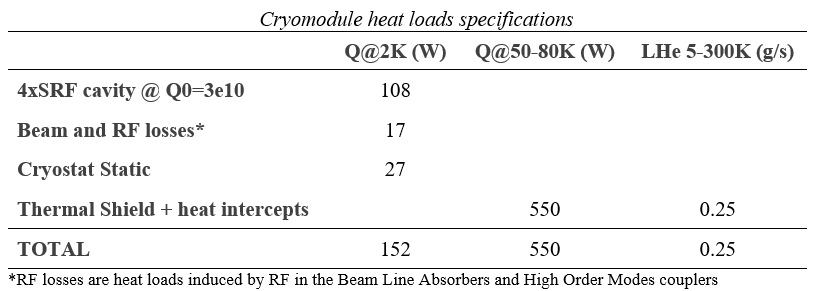 Cryomodule heat loads specifications
Q@2K (W) Q@50-80K (W) LHe 5-300K (g/s)
4xSRF cavity @ Q0=3e10 108
Beam and RF losses* 17
Cryostat Static 27
Thermal Shield + heat intercepts 550 0.25
TOTAL 152 550 0.25
*RF losses are heat loads induced by RF in the Beam Line Absorbers and High Order Modes couplers